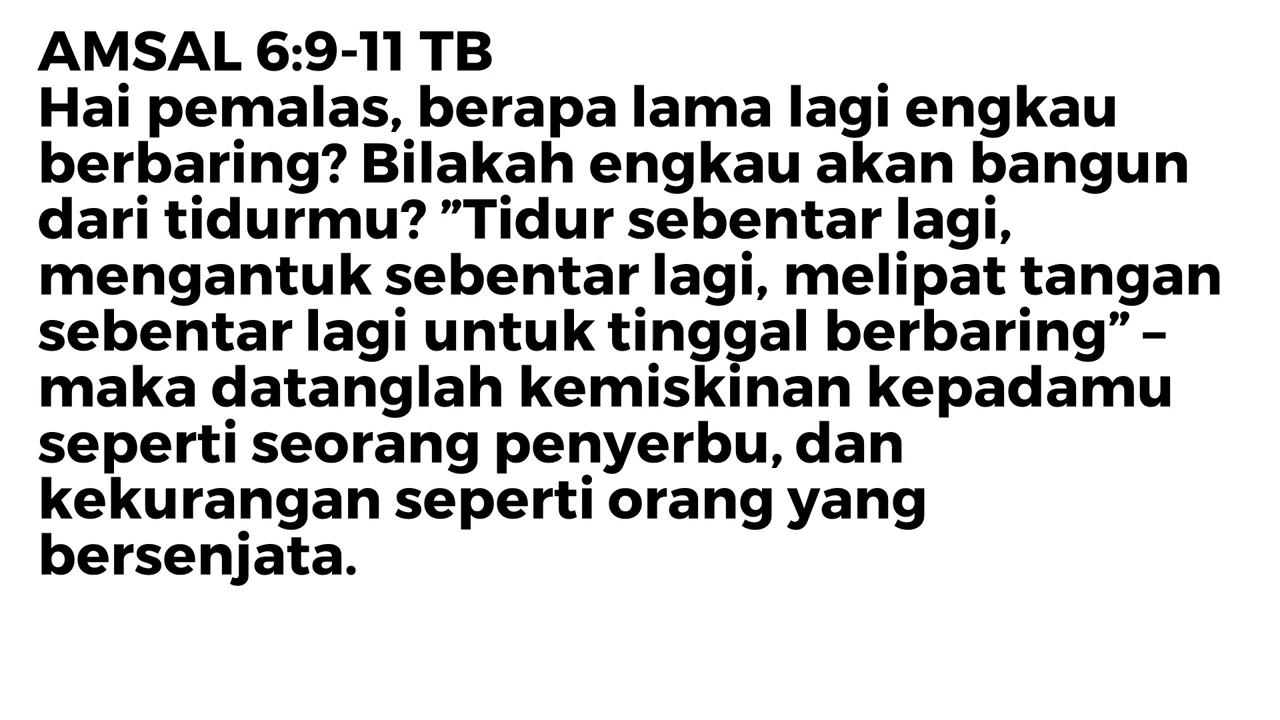 AMSAL 6:9-11 TB
Hai pemalas, berapa lama lagi engkau
berbaring? Bilakah engkau akan bangun
dari tidurmu? ”Tidur sebentar lagi,
mengantuk sebentar lagi, melipat tangan
sebentar lagi untuk tinggal berbaring” –
maka datanglah kemiskinan kepadamu
seperti seorang penyerbu, dan
kekurangan seperti orang yang
bersenjata.